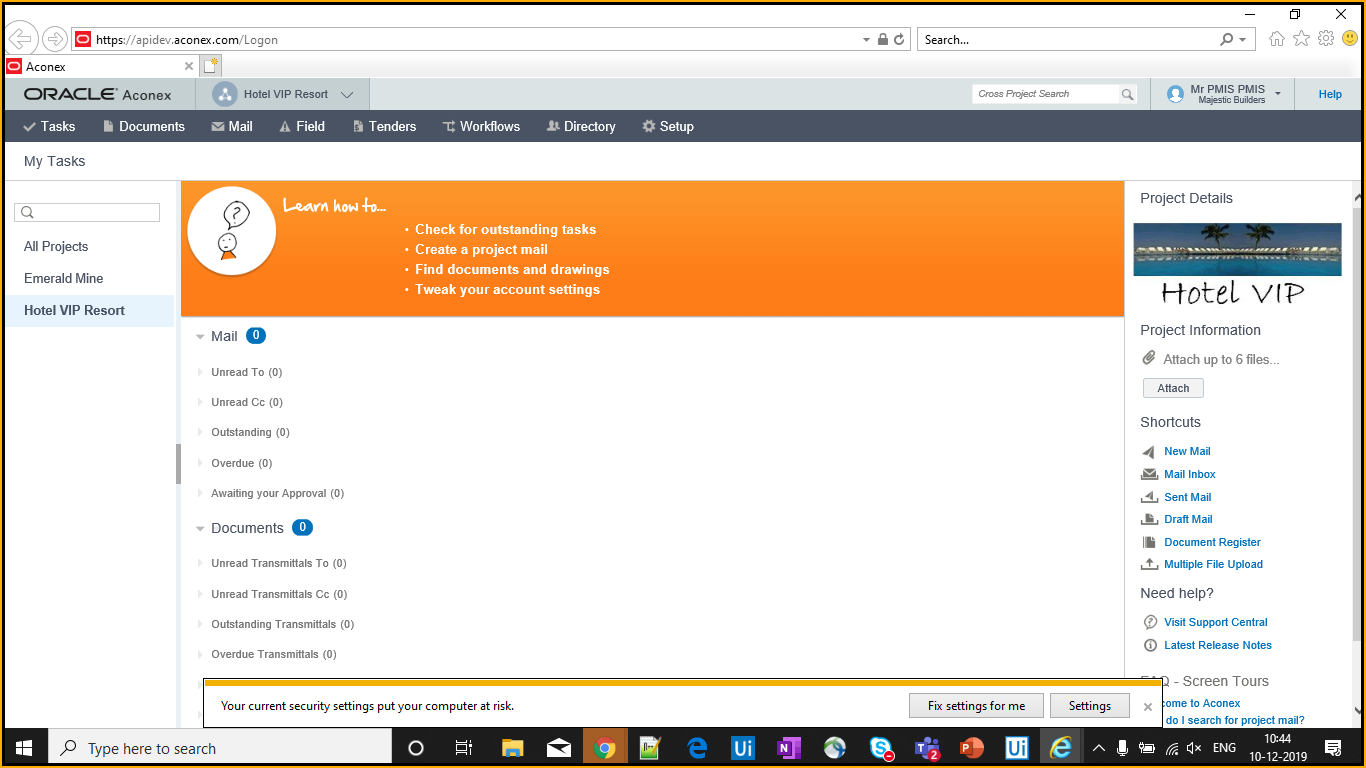 https://apidev.aconex.com/Logon
Search...
Aconex
ORACLE Aconex
Hotel VIP Resort
Cross Project Search
Mr PMIS PMIS
Majestic Builders
Help
Tasks
Documents
Mail
Field
Tenders
Workflows
Directory
Setup
My Tasks
All Projects
Emerald Mine
Hotel VIP Resort
Learn how to...
• Check for outstanding tasks
• Create a project mail
• Find documents and drawings
• Tweak your account settings
Mail 0
Unread To (0)
Unread Cc (0)
Outstanding (0)
Overdue (0)
Awaiting your Approval (0)
Documents 0
Unread Transmittals To (0)
Unread Transmittals Cc (0)
Outstanding Transmittals (0)
Overdue Transmittals (0)
Project Details
Hotel VIP
Project Information
Attach up to 6 files...
Attach
Shortcuts
New Mail
Mail Inbox
Sent Mail
Draft Mail
Document Register
Multiple File Upload
Need help?
Visit Support Central
Latest Release Notes
Q - Screen Tours
come to Aconex
do I search for project mail?
Your current security settings put your computer at risk.
Fix settings for me
Settings
Type here to search
Ui
N
S
T
2
P
Ui
ENG
10:44
10-12-2019